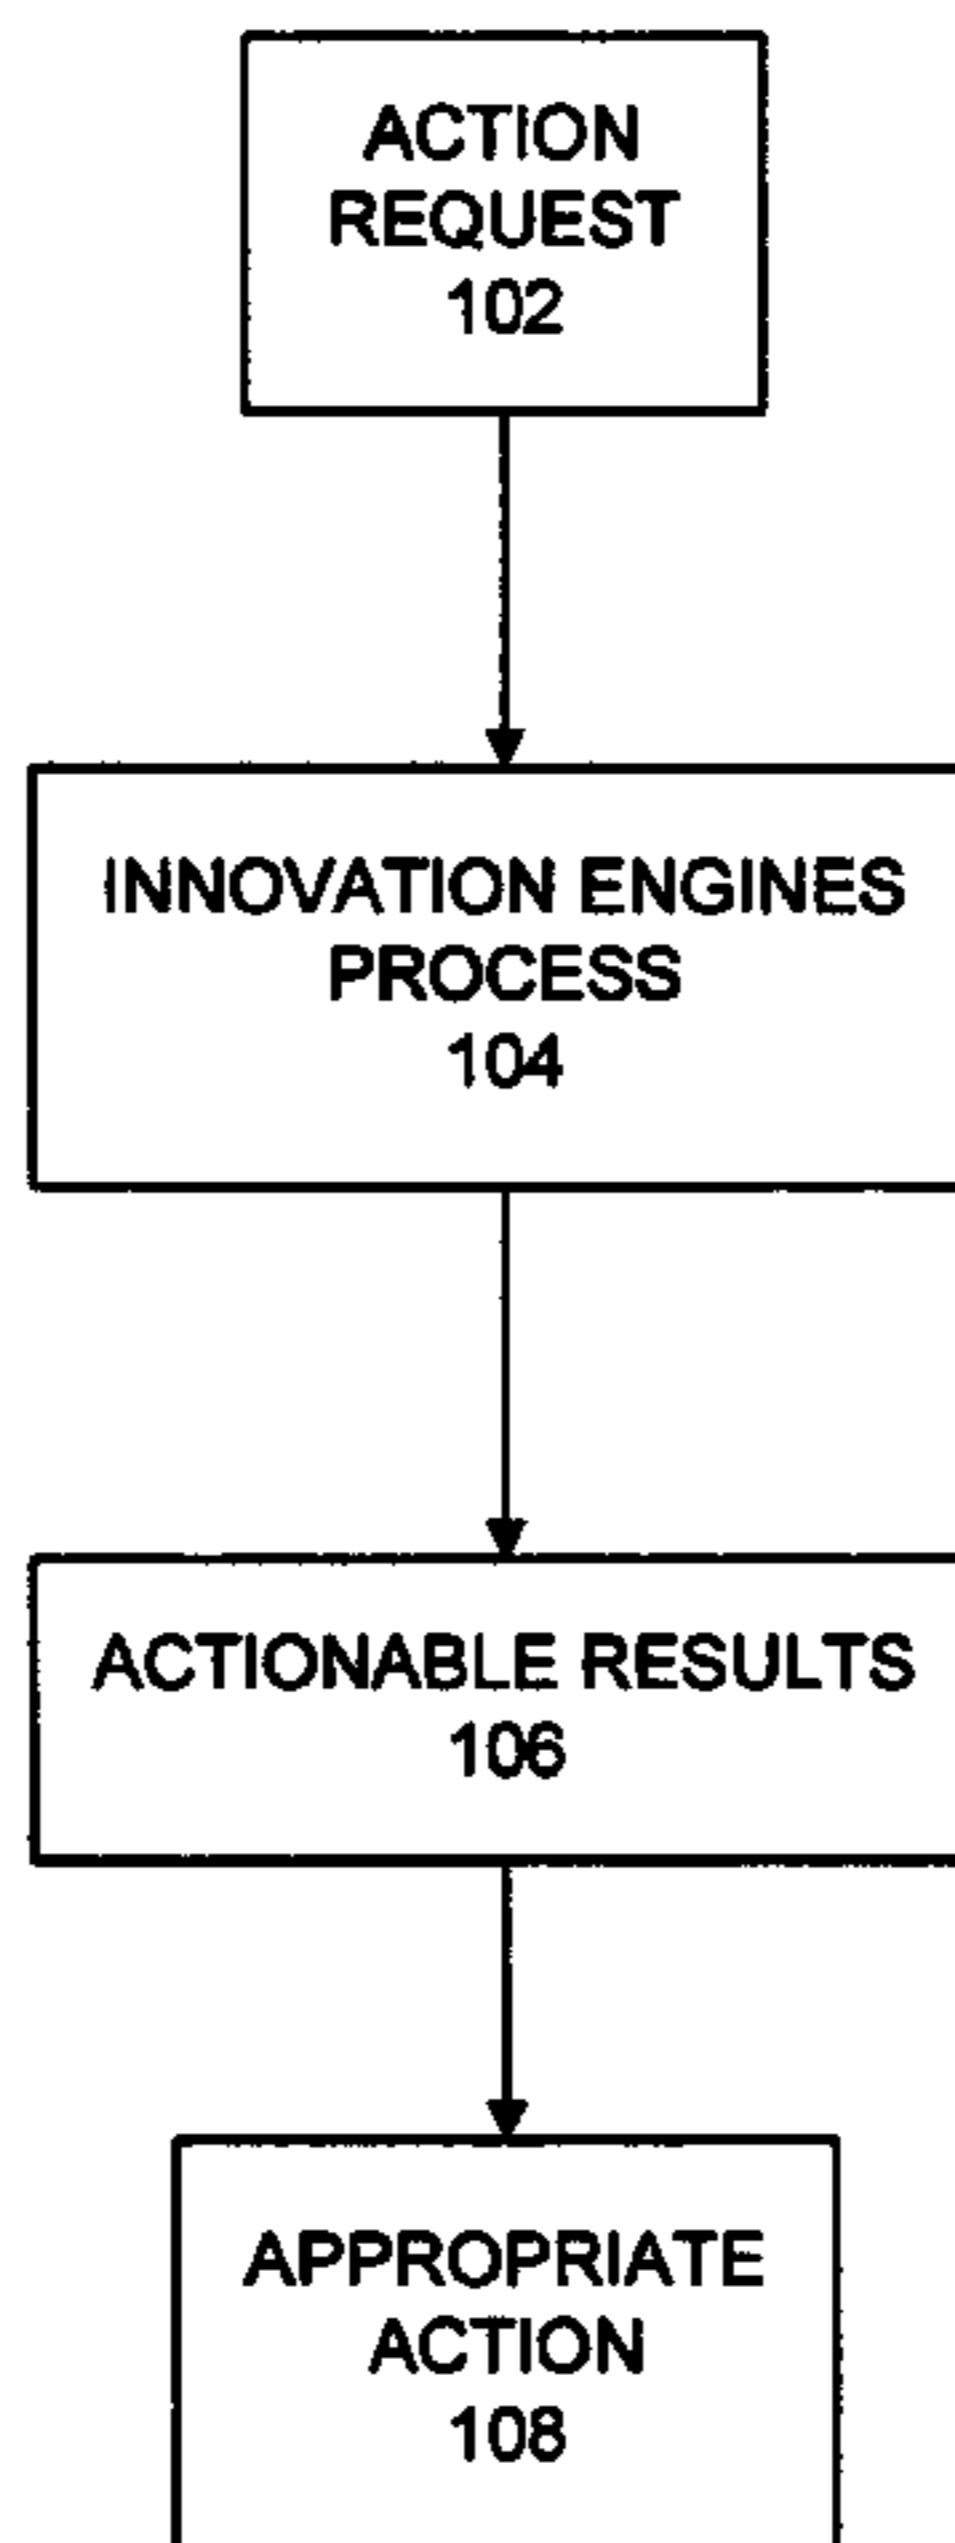 ACTION
REQUEST
102
INNOVATION ENGINES
PROCESS
104
ACTIONABLE RESULTS
106
APPROPRIATE
ACTION
108